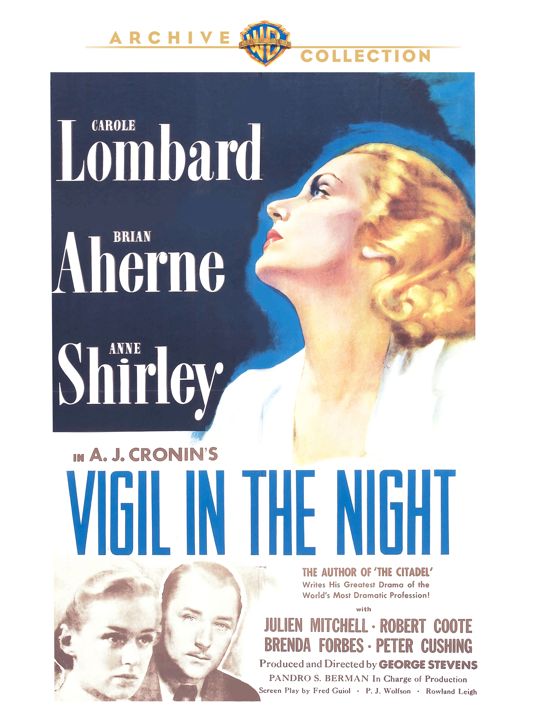 ARCHIVE
WB
COLLECTION
CAROLE
Lombard
BRIAN
Aherne
ANNE
Shirley
IN A. J. CRONIN'S
VIGIL IN THE NIGHT
THE AUTHOR OF 'THE CITADEL'
Writes His Greatest Drama of the
World's Most Dramatic Profession!
with
JULIEN MITCHELL · ROBERT COOTE
BRENDA FORBES · PETER CUSHING
Produced and Directed by GEORGE STEVENS
PANDRO S. BERMAN In Charge of Production
Screen Play by Fred Guiol · P. J. Wolfson · Rowland Leigh